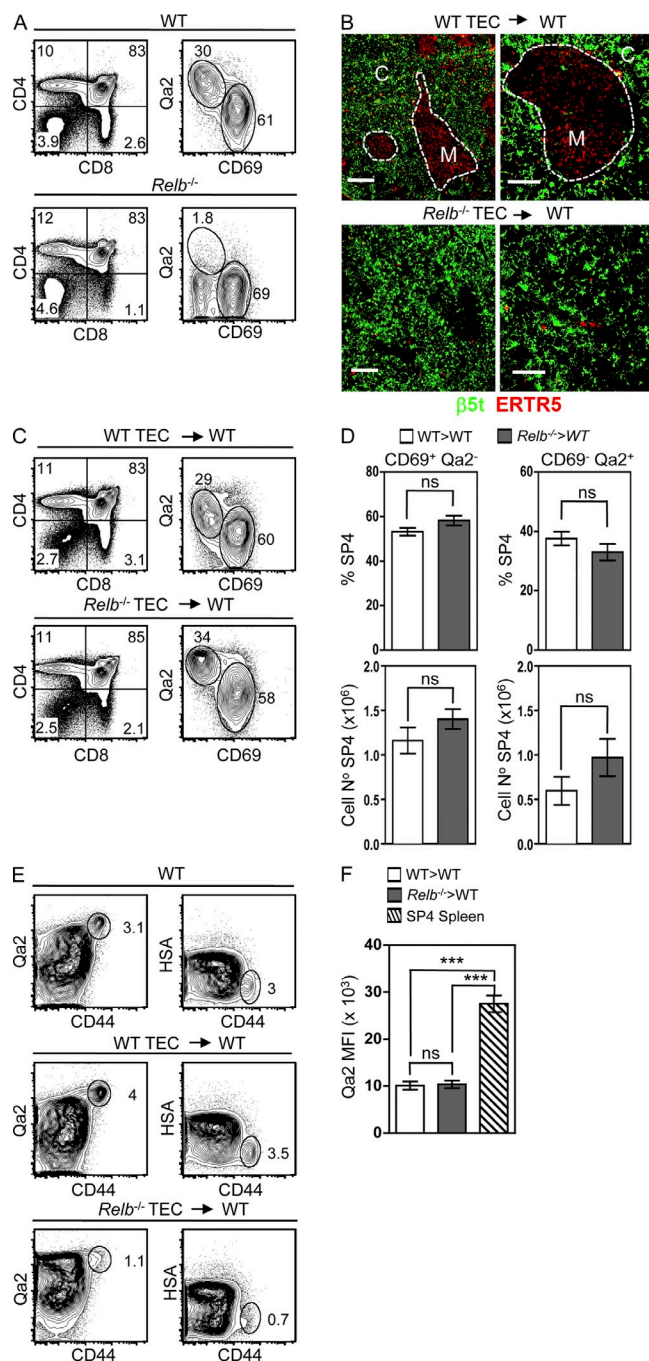 A
WT
10
83
3.9
2.6
CD4
CD8
30
61
Qa2
CD69
Relb-/-
12
83
4.6
1.1
CD4
CD8
1.8
69
Qa2
CD69
B
WT TEC → WT
C
M
M
Relb-/- TEC → WT
β5t ERTR5
C
WT TEC → WT
11
83
2.7
3.1
CD4
CD8
29
60
Qa2
CD69
Relb-/- TEC → WT
11
85
2.5
2.1
CD4
CD8
34
58
Qa2
CD69
D
WT>WT
Relb-/->WT
CD69+ Qa2-
CD69- Qa2+
ns
% SP4
80
60
40
20
0
ns
% SP4
60
40
20
0
ns
Cell Nº SP4 (x10⁶)
2.0
1.5
1.0
0.5
0.0
ns
Cell Nº SP4 (x10⁶)
2.0
1.5
1.0
0.5
0.0
E
WT
Qa2
3.1
CD44
HSA
3
CD44
WT TEC → WT
Qa2
4
CD44
HSA
3.5
CD44
Relb-/- TEC → WT
Qa2
1.1
CD44
HSA
0.7
CD44
F
WT>WT
Relb-/->WT
SP4 Spleen
Qa2 MFI (x 10³)
40
30
20
10
0
***
***
ns